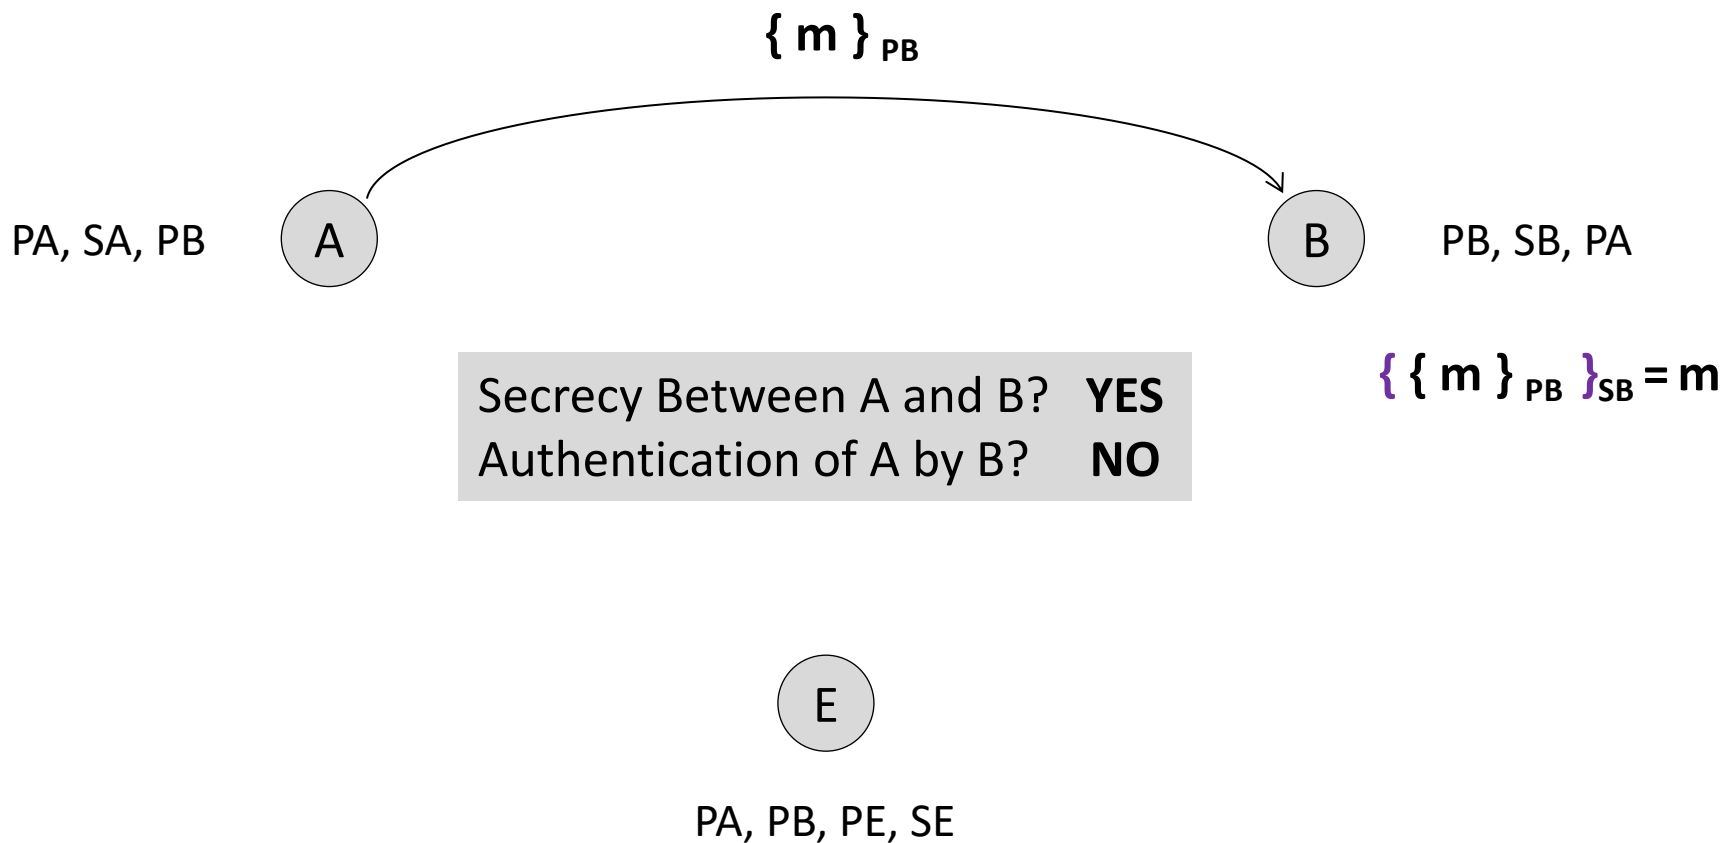 { m } PB
PA, SA, PB
A
B
PB, SB, PA
{ { m } PB }SB = m
Secrecy Between A and B? YES
Authentication of A by B? NO
E
PA, PB, PE, SE